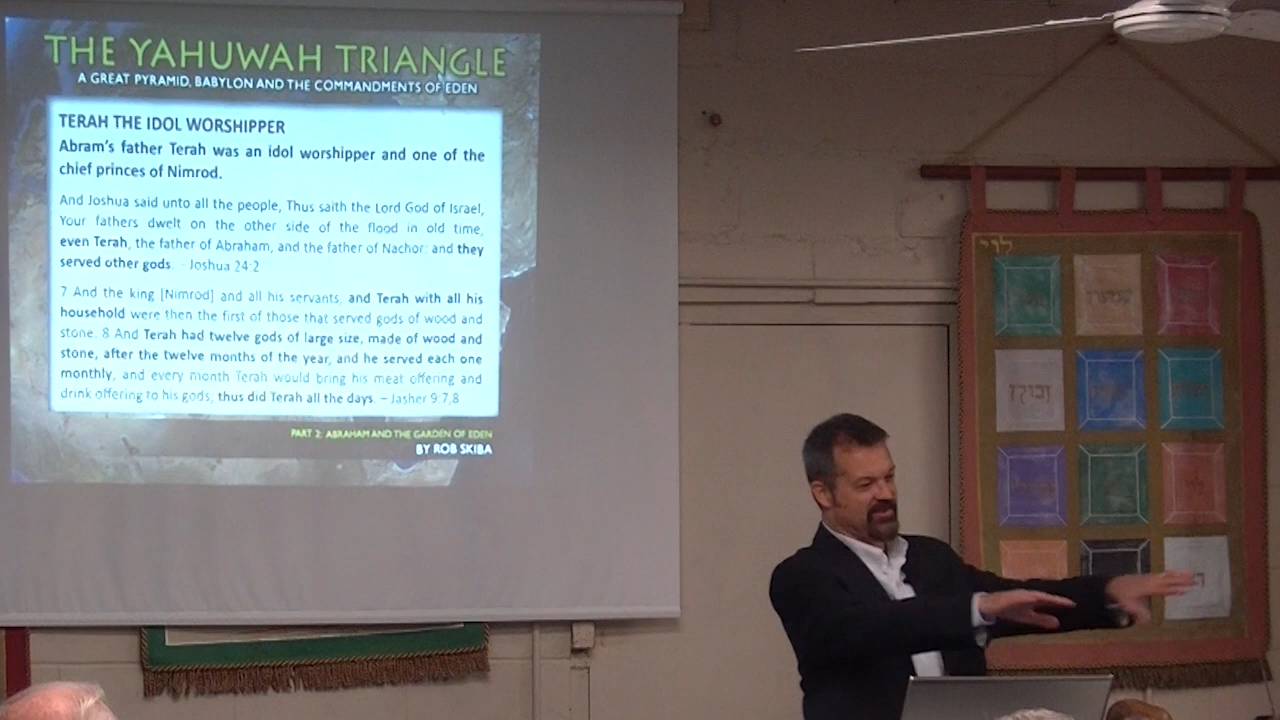 THE YAHUWAH TRIANGLE
A GREAT PYRAMID, BABYLON AND THE COMMANDMENTS OF EDEN
TERAH THE IDOL WORSHIPPER
Abram's father Terah was an idol worshipper and one of the
chief princes of Nimrod.
And Joshua said unto all the people, Thus saith the Lord God of Israel,
Your fathers dwelt on the other side of the flood in old time,
even Terah, the father of Abraham, and the father of Nachor: and they
served other gods. - Joshua 24:2
7 And the king [Nimrod] and all his servants, and Terah with all his
household were then the first of those that served gods of wood and
stone. 8 And Terah had twelve gods of large size, made of wood and
stone, after the twelve months of the year, and he served each one
monthly, and every month Terah would bring his meat offering and
drink offering to his gods; thus did Terah all the days. – Jasher 9:7,8
PART 2: ABRAHAM AND THE GARDEN OF EDEN
BY ROB SKIBA
לוי
זבולן